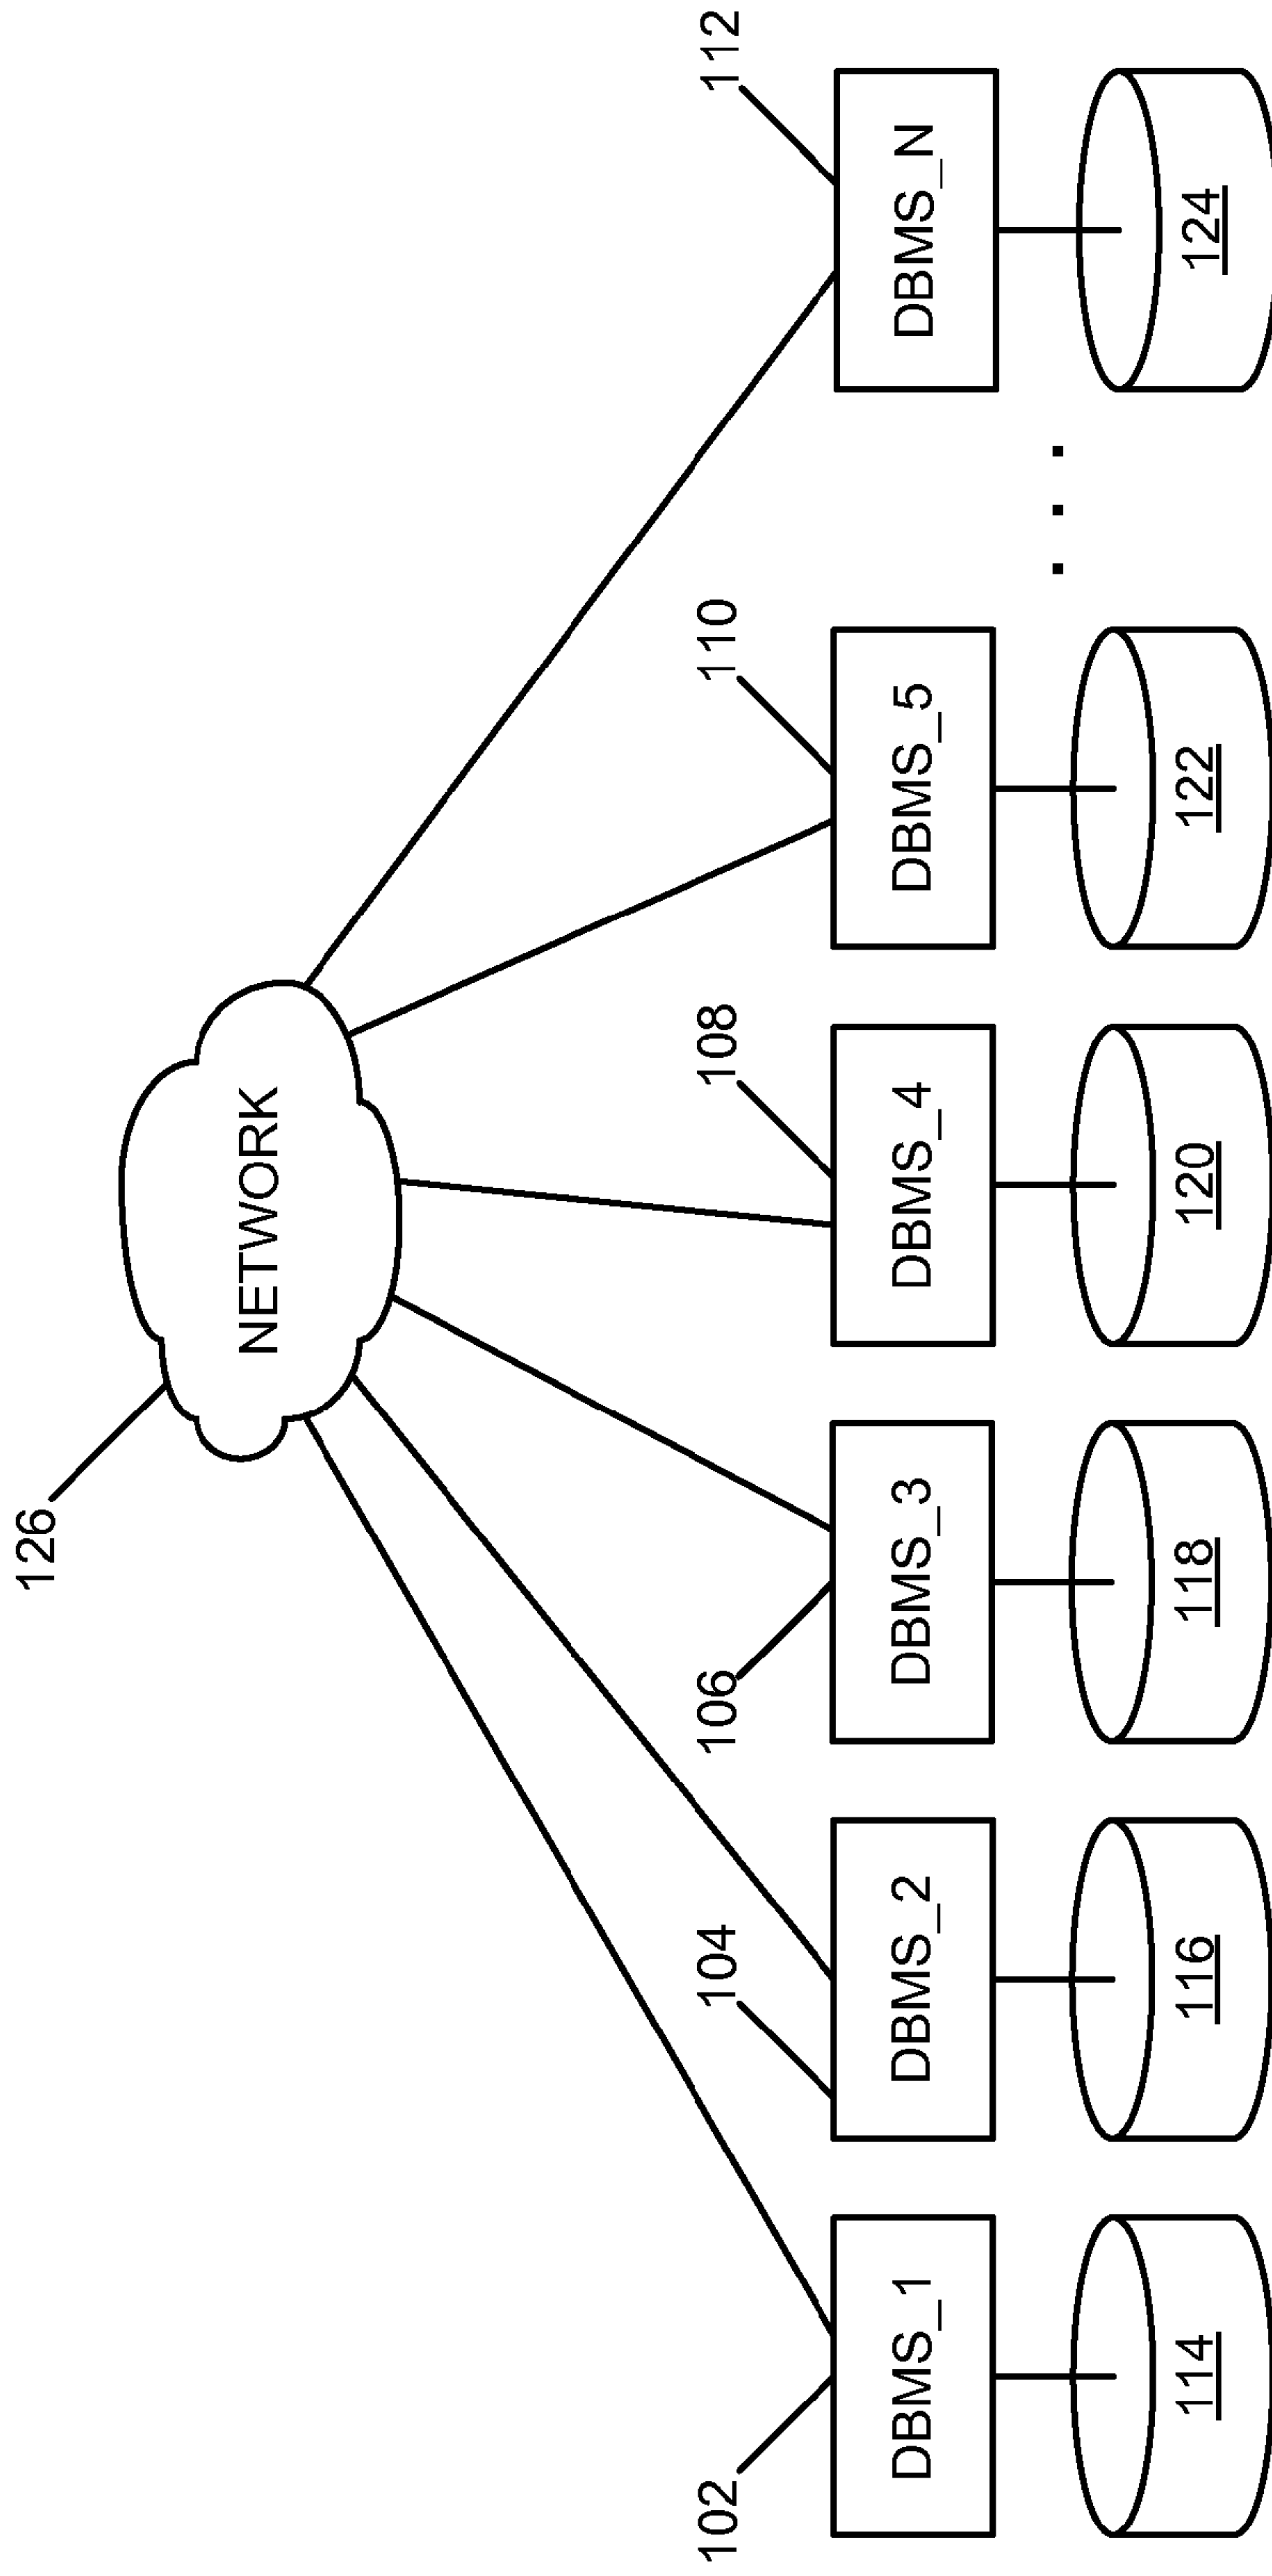 126
NETWORK
102
104
106
108
110
112
DBMS_1
DBMS_2
DBMS_3
DBMS_4
DBMS_5
. . .
DBMS_N
114
116
118
120
122
124